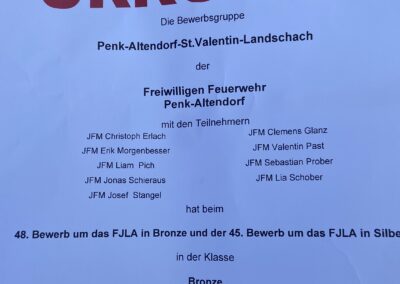 Die Bewerbsgruppe
Penk-Altendorf-St.Valentin-Landschach
der
Freiwilligen Feuerwehr
Penk-Altendorf
mit den Teilnehmern
JFM Christoph Erlach
JFM Erik Morgenbesser
JFM Liam Pich
JFM Jonas Schieraus
JFM Josef Stangel
JFM Clemens Glanz
JFM Valentin Past
JFM Sebastian Prober
JFM Lia Schober
hat beim
48. Bewerb um das FJLA in Bronze und der 45. Bewerb um das FJLA in Silbe
in der Klasse
Bronze